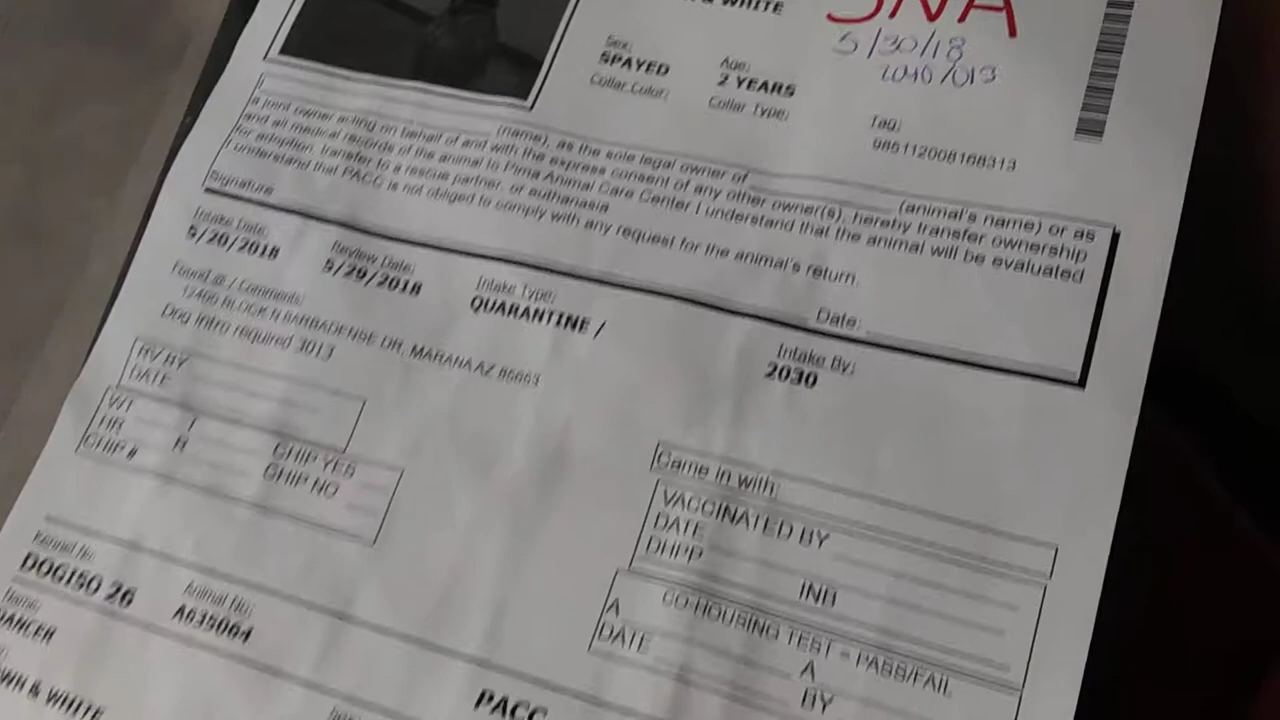 & WHITE
SNA
5/30/18
2040/013
Sex:
SPAYED
Age:
2 YEARS
Collar Color:
Collar Type:
Tag:
985112008168313
(name), as the sole legal owner of (animal's name) or as
a joint owner acting on behalf of and with the express consent of any other owner(s), hereby transfer ownership
and all medical records of the animal to Pima Animal Care Center I understand that the animal will be evaluated
for adoption, transfer to a rescue partner, or euthanasia
I understand that PACC is not obliged to comply with any request for the animal's return.
Signature
Date:
Intake Date:
5/20/2018
Review Date:
5/29/2018
Intake Type:
QUARANTINE /
Intake By:
2030
Found @ / Comments:
12400 BLOCK N BARBADENSE DR, MARANA AZ 85653
Dog intro required 3013
RV BY
DATE
WT
HR T
CHIP # R
CHIP YES
CHIP NO
Came in with:
VACCINATED BY
DATE
DHPP
INB
CO-HOUSING TEST = PASS/FAIL
A A
DATE BY
Kennel No:
DOGISO 26
Animal No:
A635064
Name:
DANCER
WN & WHITE
PACC